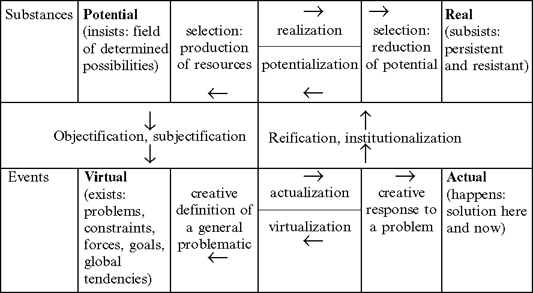 Substances
Potential
(insists: field
of determined
possibilities)
selection:
production
of resources
←
→
realization
potentialization
←
→
selection:
reduction
of potential
Real
(subsists:
persistent
and resistant)
↓
Objectification, subjectification
↓
↑
Reification, institutionalization
↑
Events
Virtual
(exists:
problems,
constraints,
forces, goals,
global
tendencies)
creative
definition of
a general
problematic
←
→
actualization
virtualization
←
→
creative
response to
a problem
Actual
(happens:
solution here
and now)